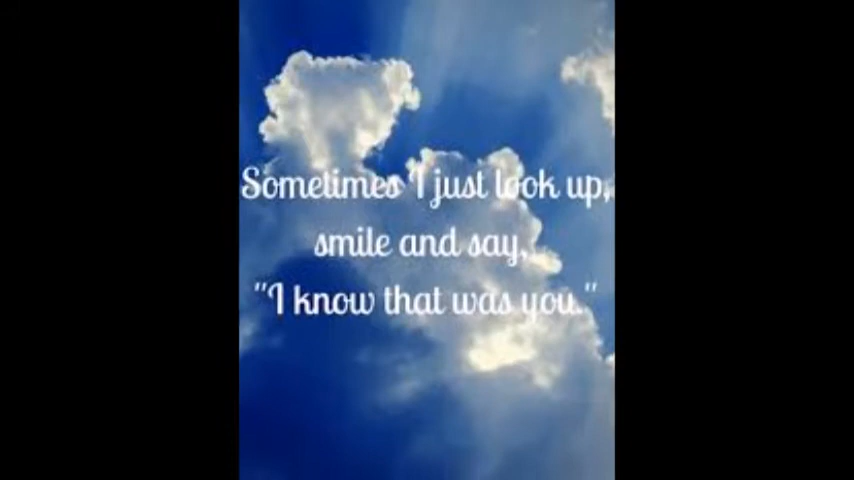 Sometimes I just look up,
smile and say,
"I know that was you."